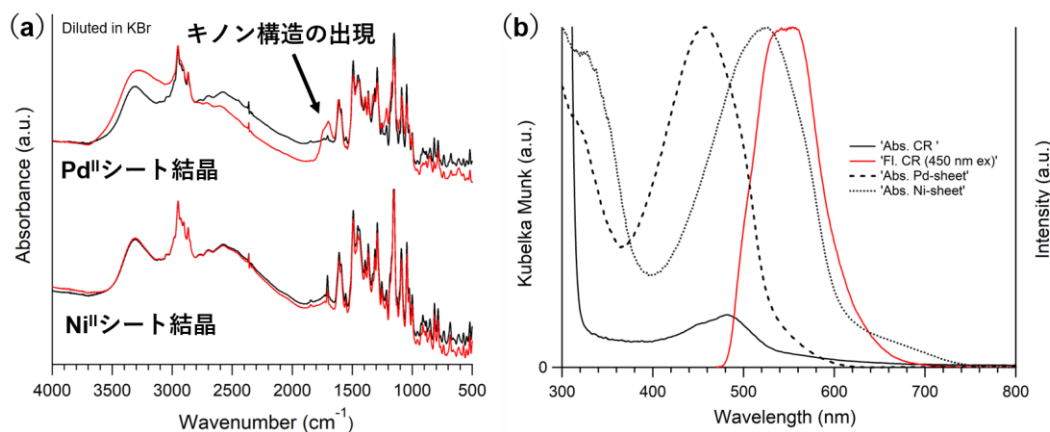 (a)
Diluted in KBr
キノン構造の出現
Absorbance (a.u.)
PdIIシート結晶
NiIIシート結晶
4000 3500 3000 2500 2000 1500 1000 500
Wavenumber (cm-1)
(b)
Kubelka Munk (a.u.)
0
'Abs. CR '
'Fl. CR (450 nm ex)'
'Abs. Pd-sheet'
'Abs. Ni-sheet'
Intensity (a.u.)
300 400 500 600 700 800
Wavelength (nm)